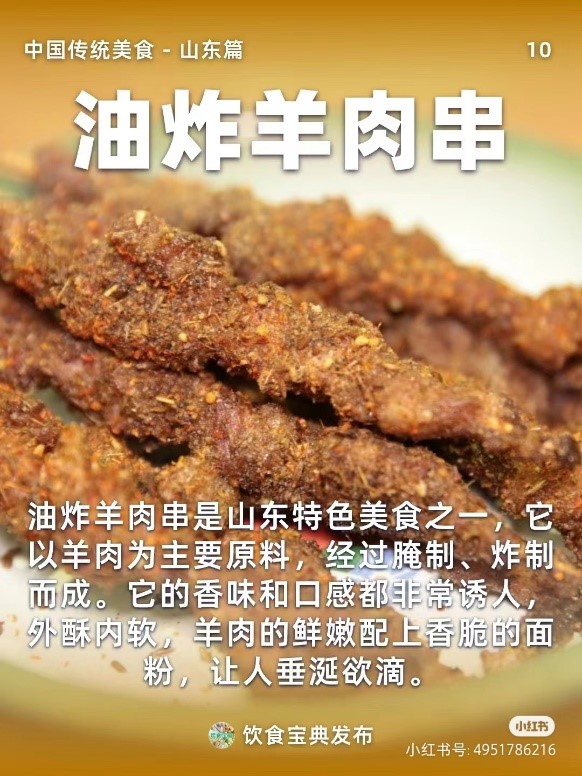 中国传统美食 - 山东篇
10
油炸羊肉串
油炸羊肉串是山东特色美食之一，它
以羊肉为主要原料，经过腌制、炸制
而成。它的香味和口感都非常诱人，
外酥内软，羊肉的鲜嫩配上香脆的面
粉，让人垂涎欲滴。
饮食宝典发布
小红书
小红书号: 4951786216